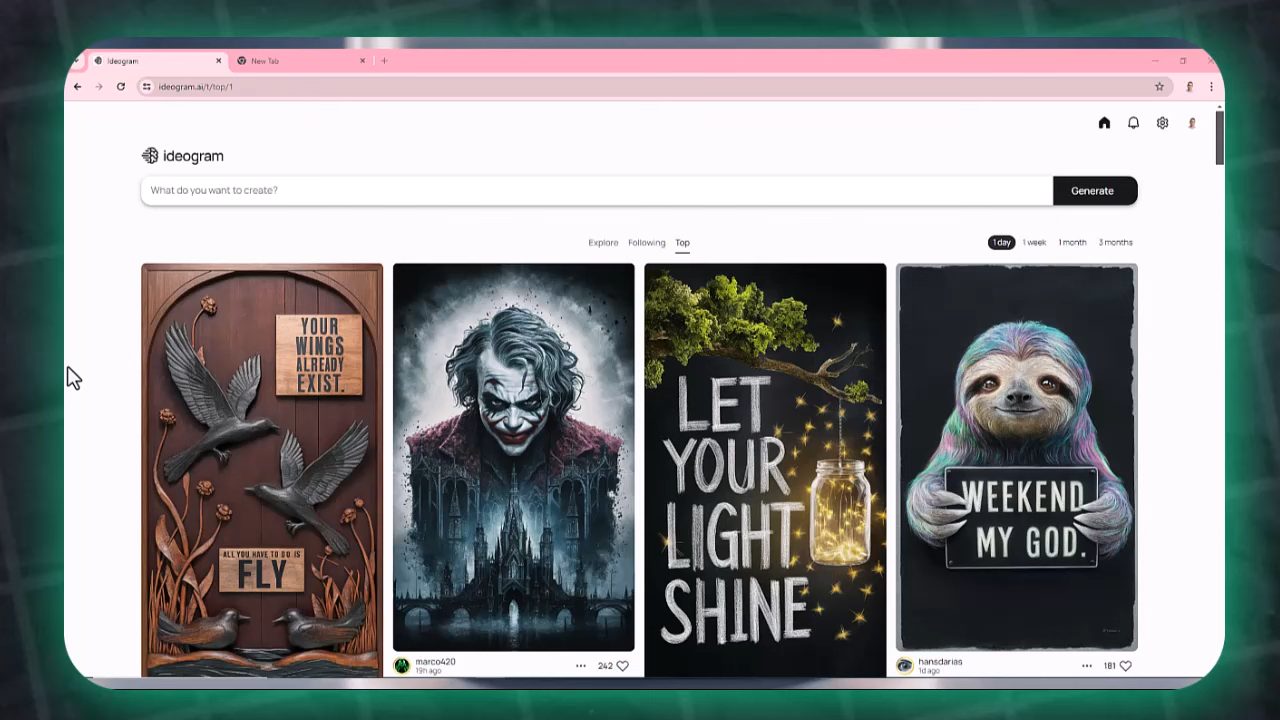 Ideogram
New Tab
ideogram.ai/t/top/1
ideogram
What do you want to create?
Generate
Explore
Following
Top
1 day
1 week
1 month
3 months
YOUR
WINGS
ALREADY
EXIST.
ALL YOU HAVE TO DO IS
FLY
LET
YOUR
LIGHT
SHINE
WEEKEND
MY GOD.
marco420
19h ago
242
hansdarias
1d ago
181